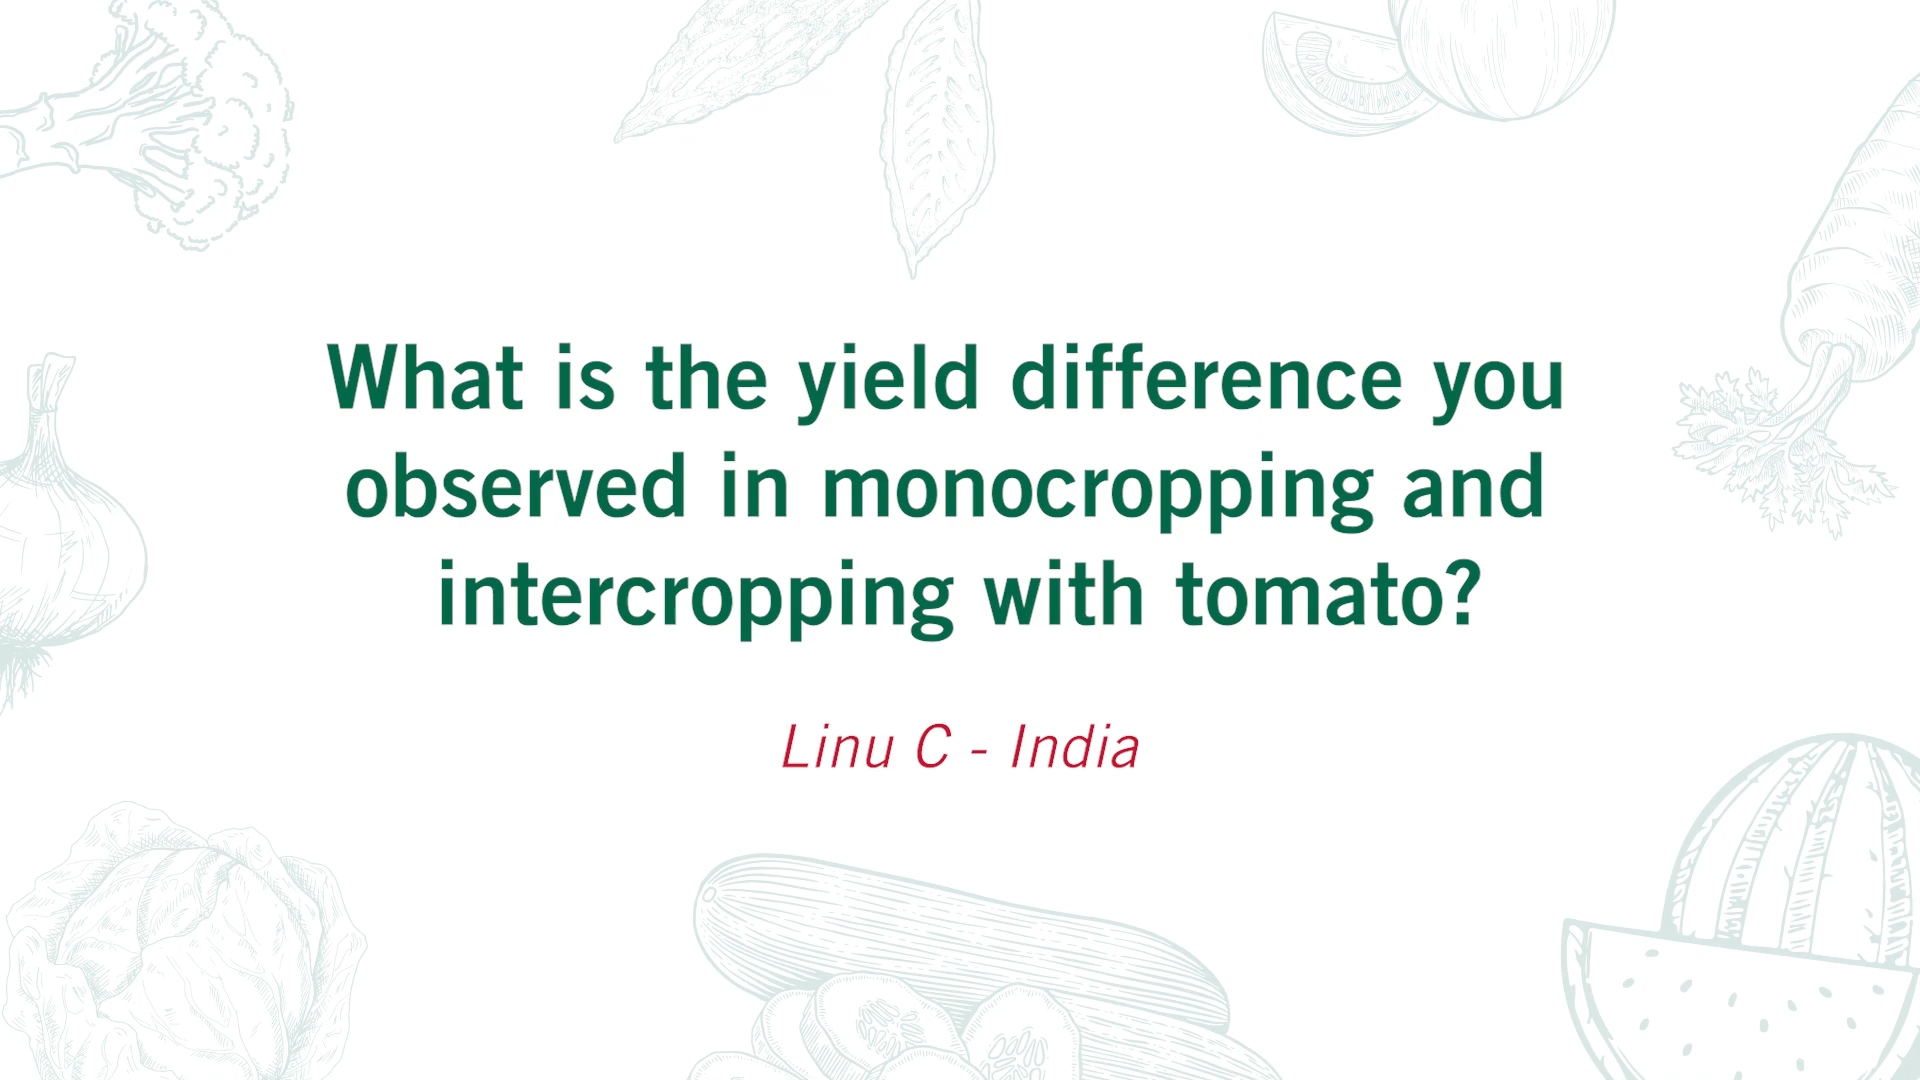 What is the yield difference you
observed in monocropping and
intercropping with tomato?
Linu C - India